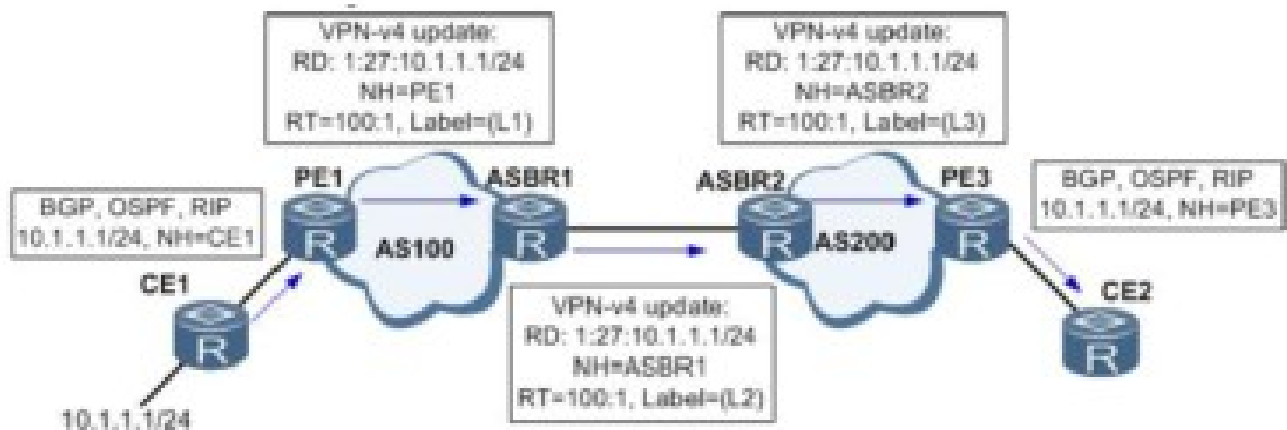 VPN-v4 update:
RD: 1:27:10.1.1.1/24
NH=PE1
RT=100:1, Label=(L1)
VPN-v4 update:
RD: 1:27:10.1.1.1/24
NH=ASBR2
RT=100:1, Label=(L3)
PE1
ASBR1
ASBR2
PE3
BGP, OSPF, RIP
10.1.1.1/24, NH=CE1
BGP, OSPF, RIP
10.1.1.1/24, NH=PE3
R
R
R
R
AS100
AS200
CE1
CE2
VPN-v4 update:
RD: 1:27:10.1.1.1/24
NH=ASBR1
RT=100:1, Label=(L2)
R
R
10.1.1.1/24